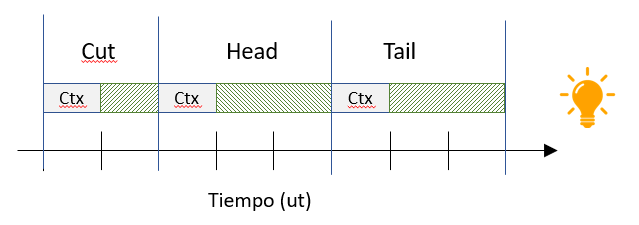 Cut Head Tail
Ctx Ctx Ctx
Tiempo (ut)